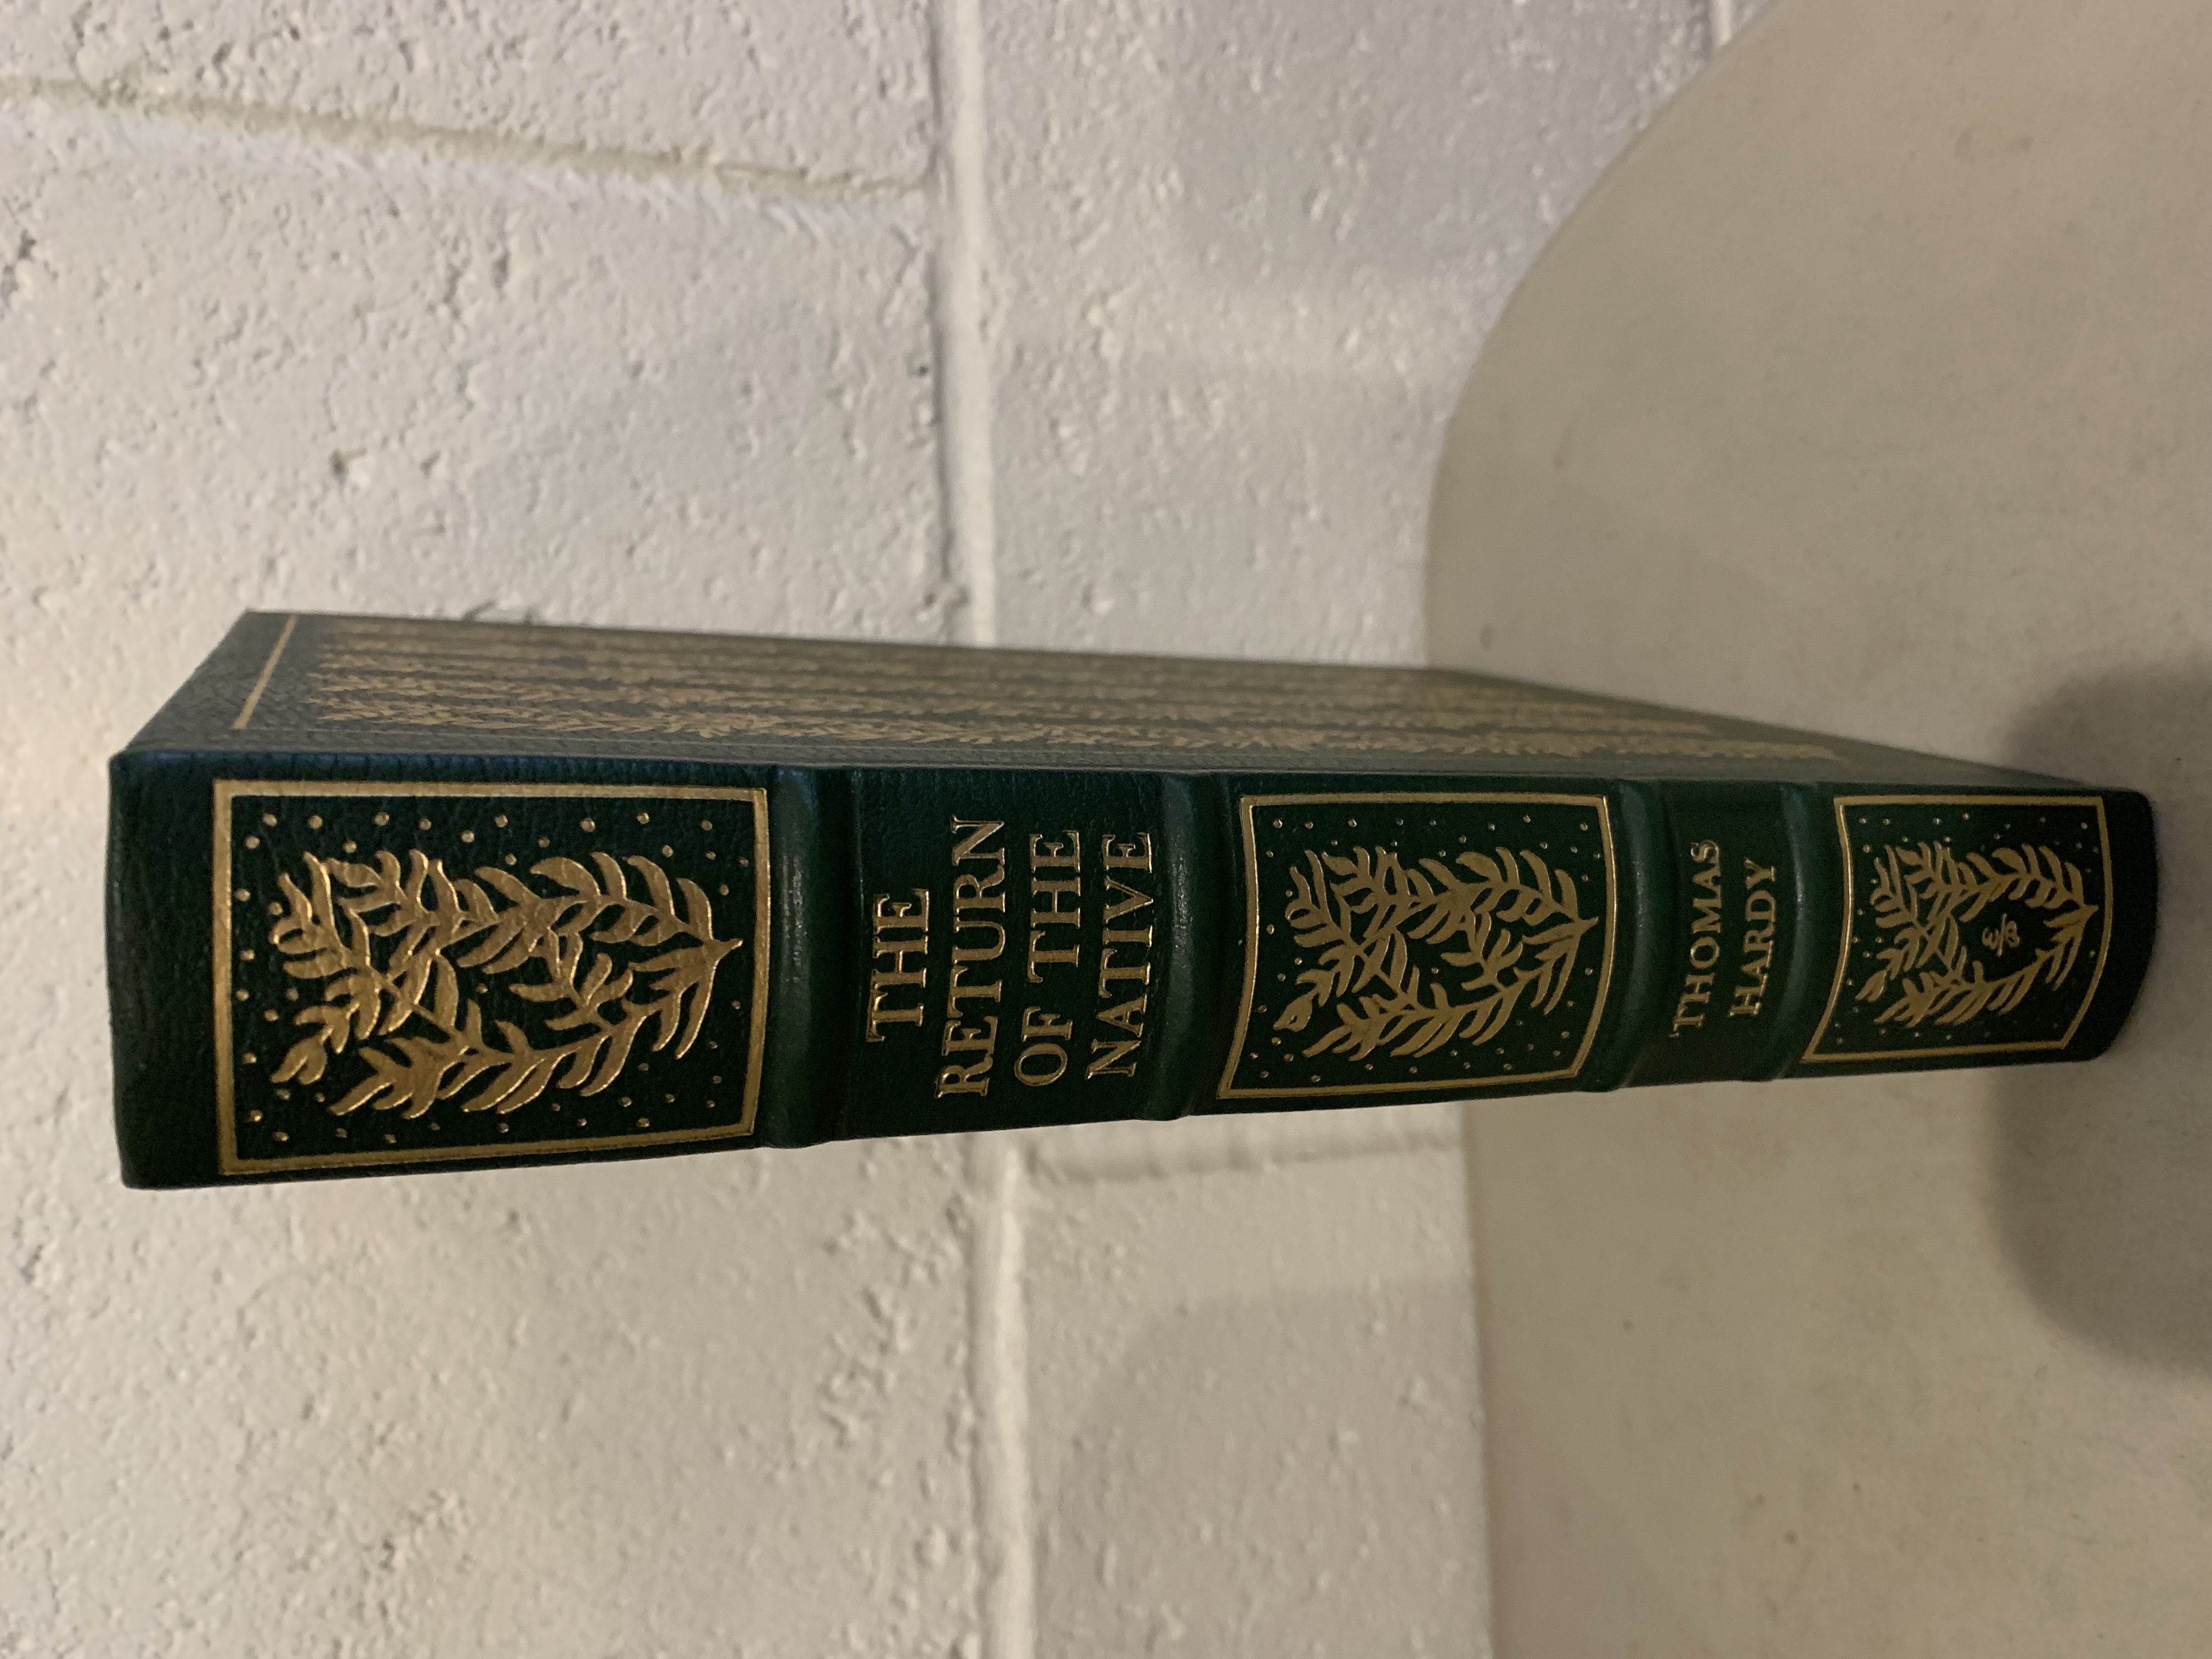 THE
RETURN
OF THE
NATIVE
THOMAS
HARDY